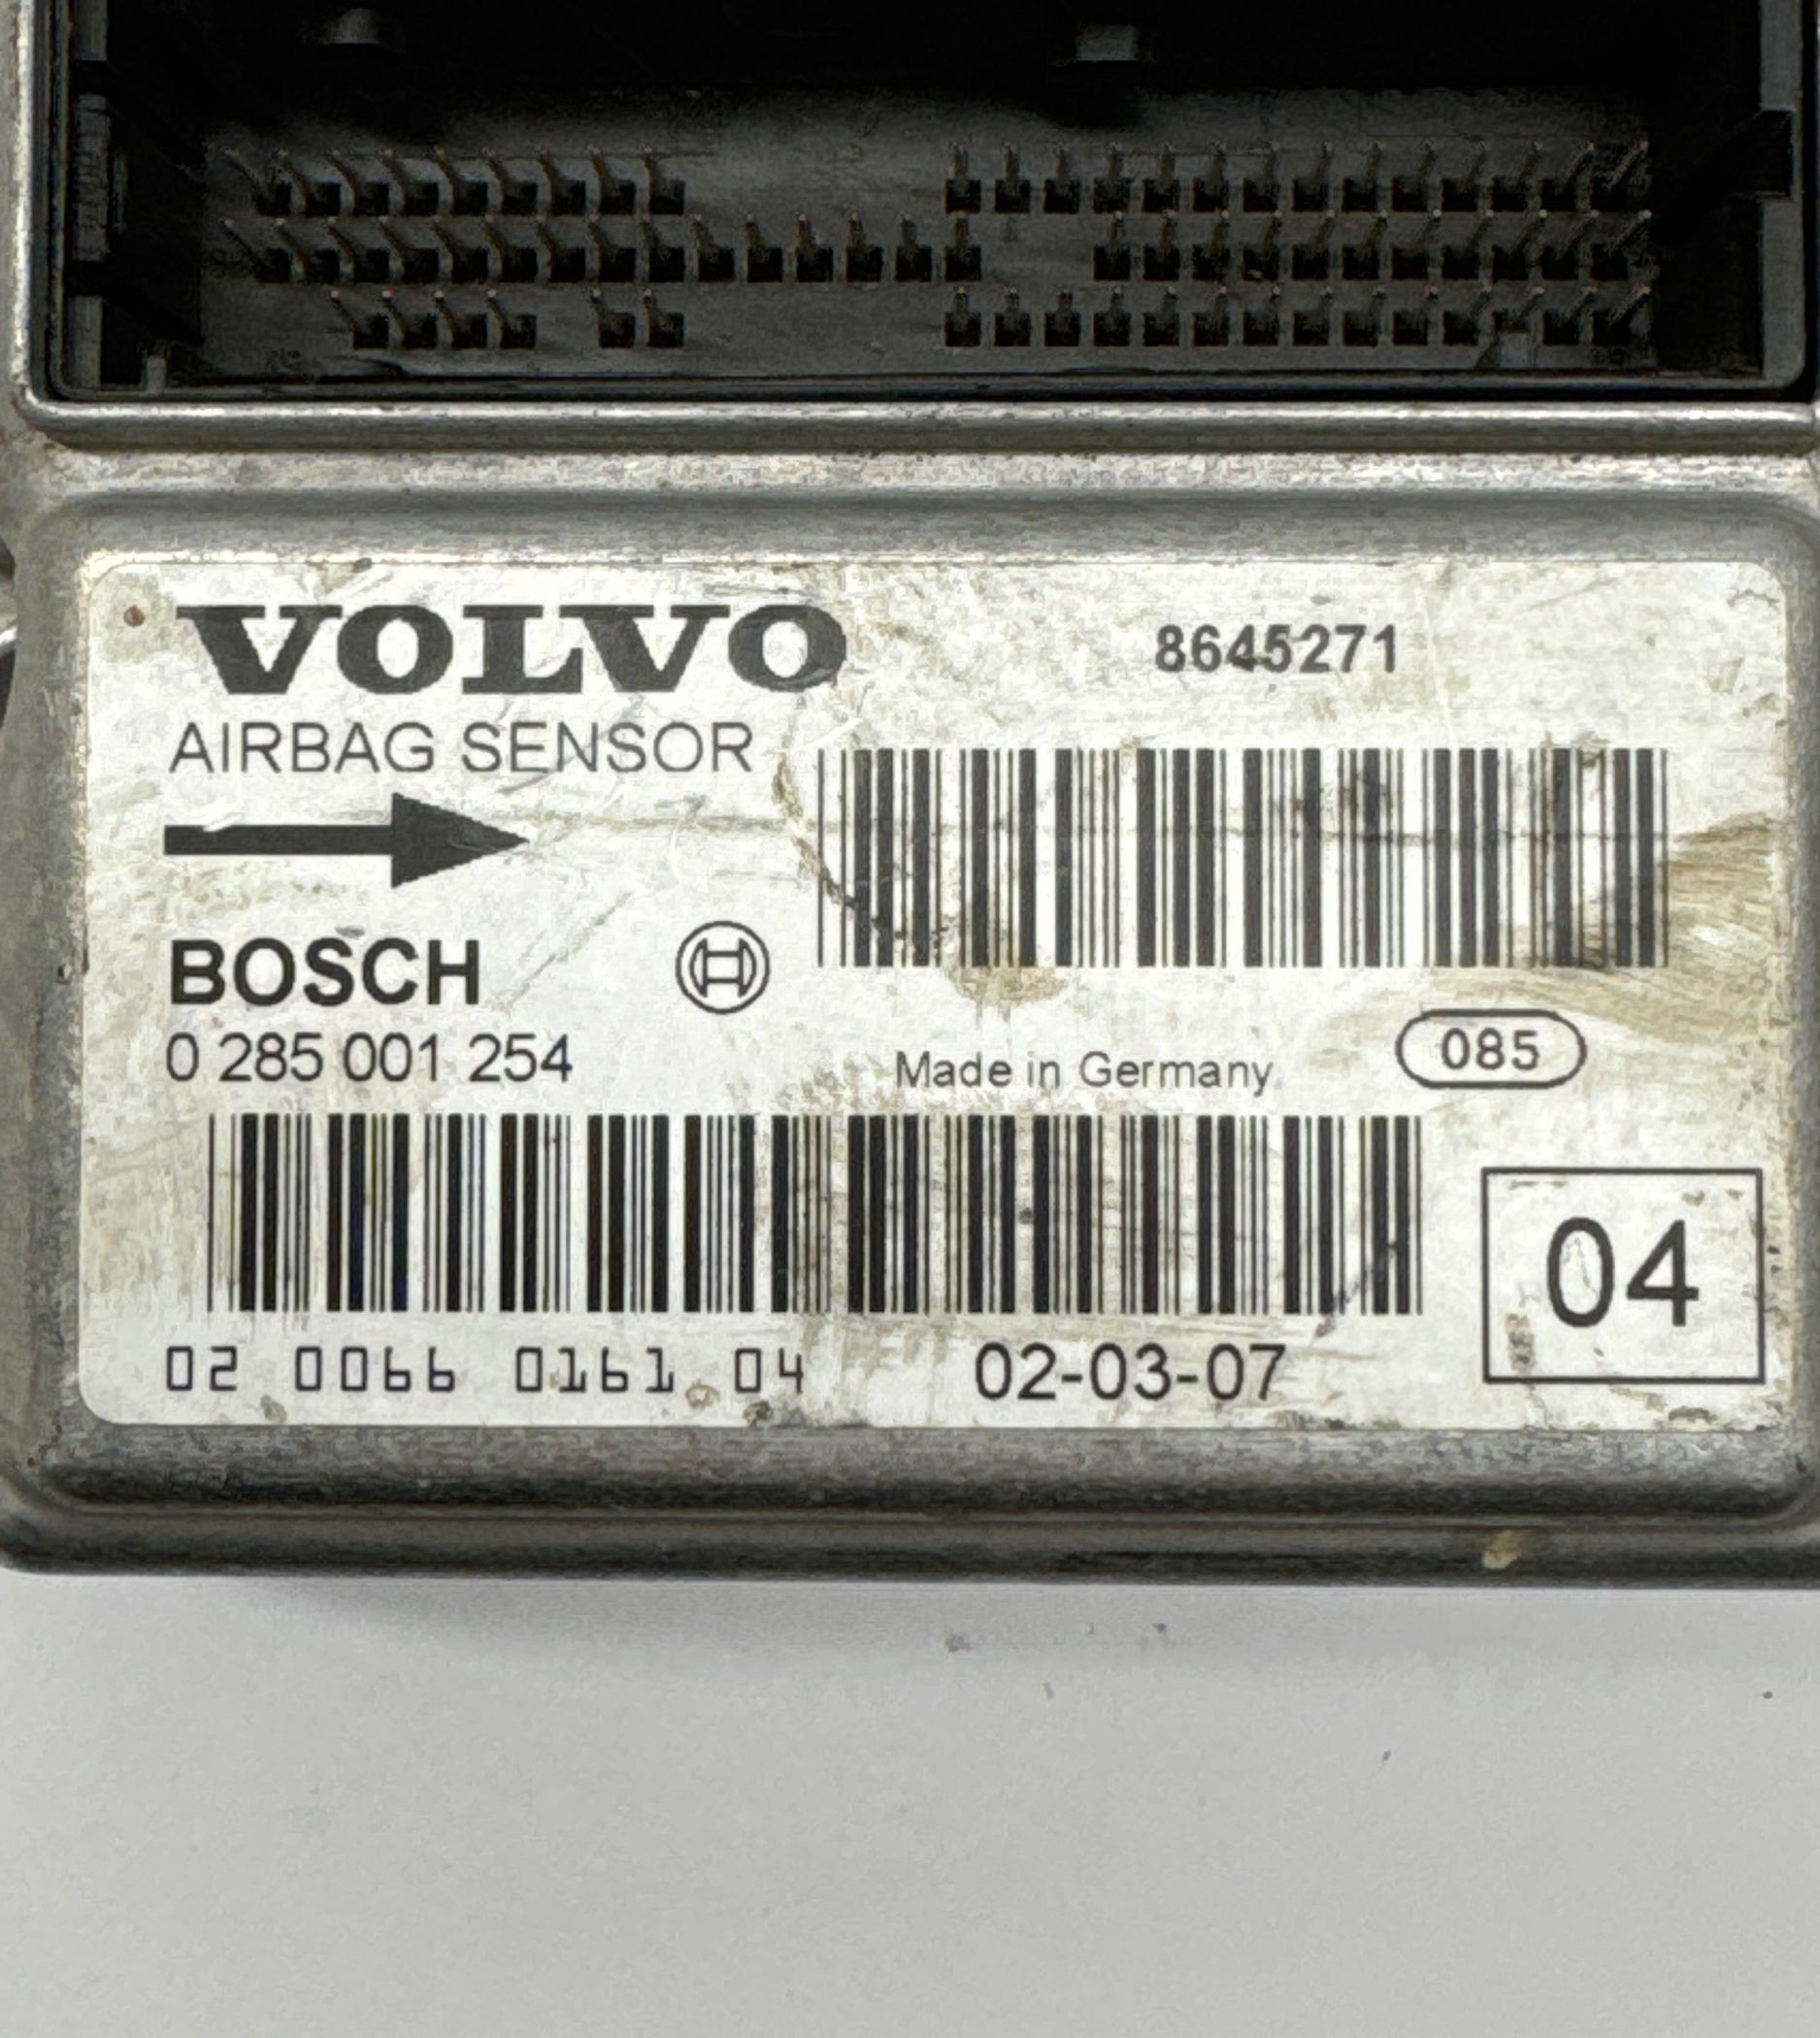 VOLVO
8645271
AIRBAG SENSOR
BOSCH
0 285 001 254
Made in Germany
085
04
02 0066 0161 04
02-03-07